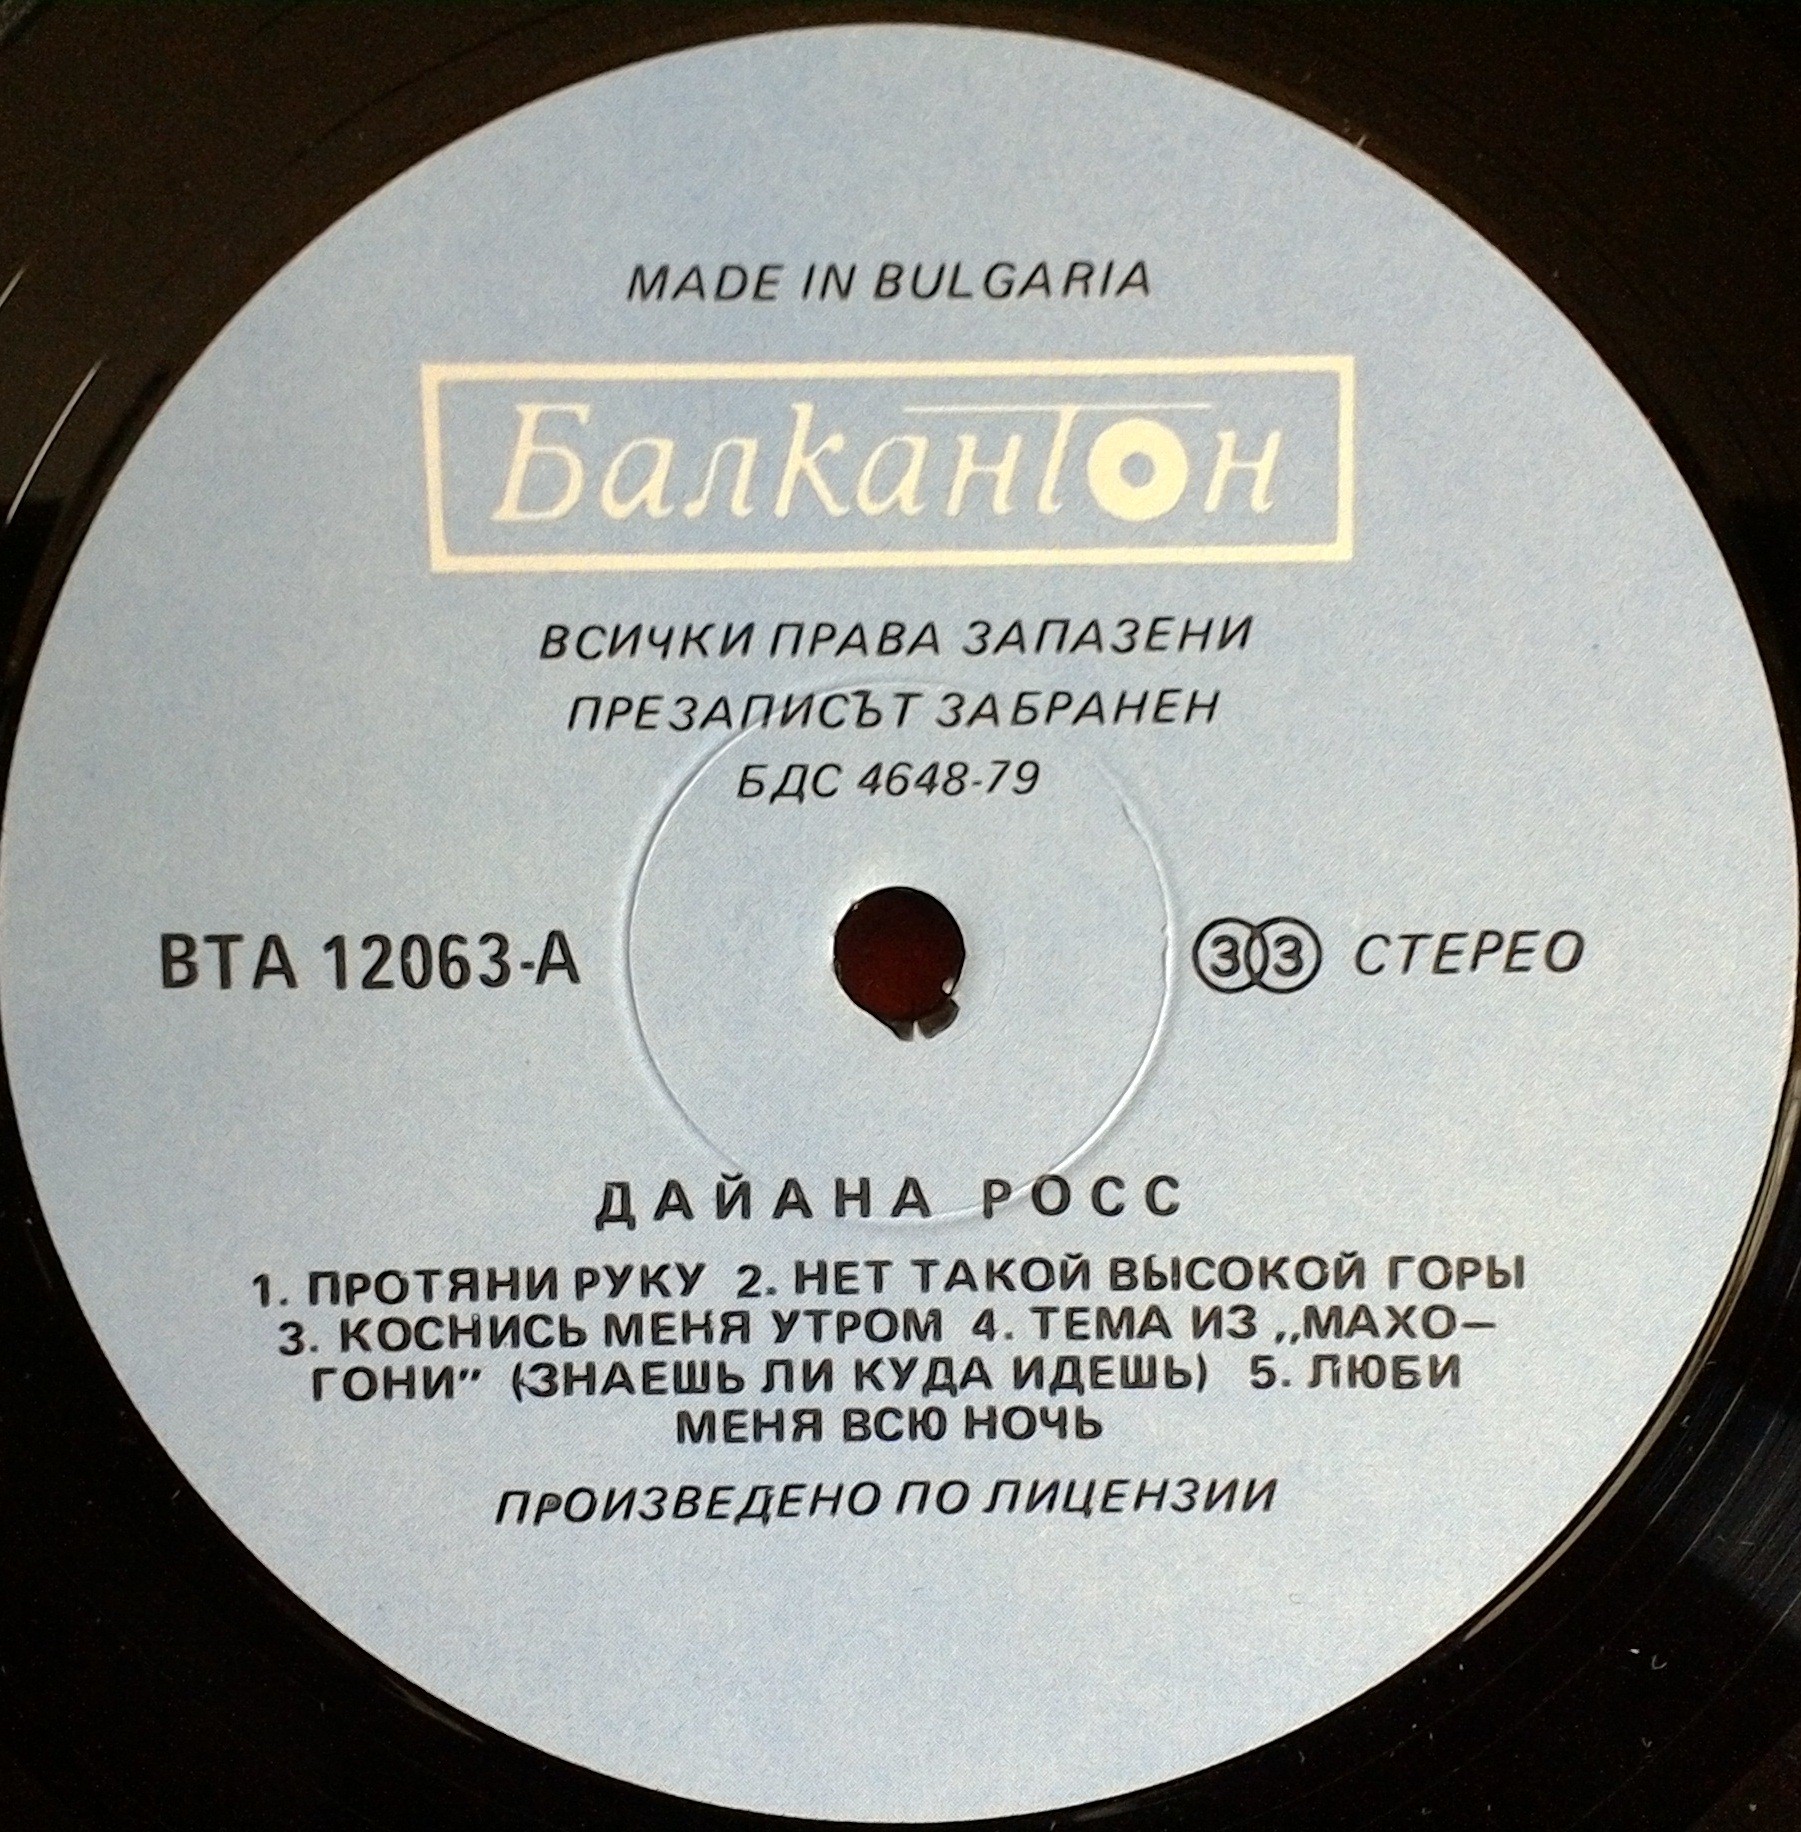 MADE IN BULGARIA
Балкантон
ВСИЧКИ ПРАВА ЗАПАЗЕНИ
ПРЕЗАПИСЪТ ЗАБРАНЕН
БДС 4648-79
ВТА 12063-А
33 СТЕРЕО
ДАЙАНА РОСС
1. ПРОТЯНИ РУКУ 2. НЕТ ТАКОЙ ВЫСОКОЙ ГОРЫ
3. КОСНИСЬ МЕНЯ УТРОМ 4. ТЕМА ИЗ „МАХО—
ГОНИ” (ЗНАЕШЬ ЛИ КУДА ИДЕШЬ) 5. ЛЮБИ
МЕНЯ ВСЮ НОЧЬ
ПРОИЗВЕДЕНО ПО ЛИЦЕНЗИИ